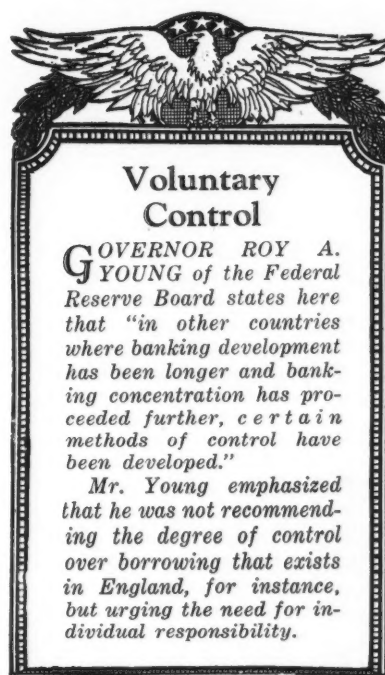 Voluntary
Control
GOVERNOR ROY A.
YOUNG of the Federal
Reserve Board states here
that “in other countries
where banking development
has been longer and bank-
ing concentration has pro-
ceeded further, certain
methods of control have
been developed.”
Mr. Young emphasized
that he was not recommend-
ing the degree of control
over borrowing that exists
in England, for instance,
but urging the need for in-
dividual responsibility.